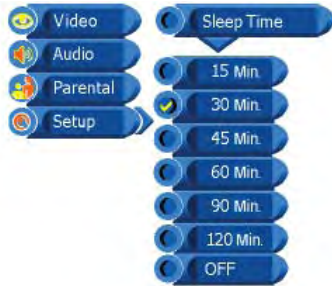 Video
Audio
Parental
Setup
Sleep Time
15 Min.
30 Min.
45 Min.
60 Min.
90 Min.
120 Min.
OFF